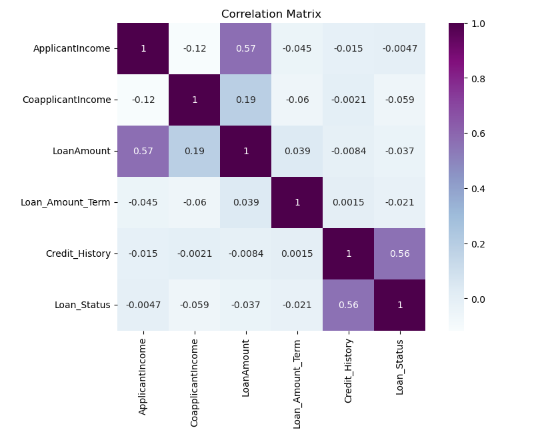 Correlation Matrix
ApplicantIncome 1 -0.12 0.57 -0.045 -0.015 -0.0047
CoapplicantIncome -0.12 1 0.19 -0.06 -0.0021 -0.059
LoanAmount 0.57 0.19 1 0.039 -0.0084 -0.037
Loan_Amount_Term -0.045 -0.06 0.039 1 0.0015 -0.021
Credit_History -0.015 -0.0021 -0.0084 0.0015 1 0.56
Loan_Status -0.0047 -0.059 -0.037 -0.021 0.56 1
ApplicantIncome
CoapplicantIncome
LoanAmount
Loan_Amount_Term
Credit_History
Loan_Status
1.0
0.8
0.6
0.4
0.2
0.0